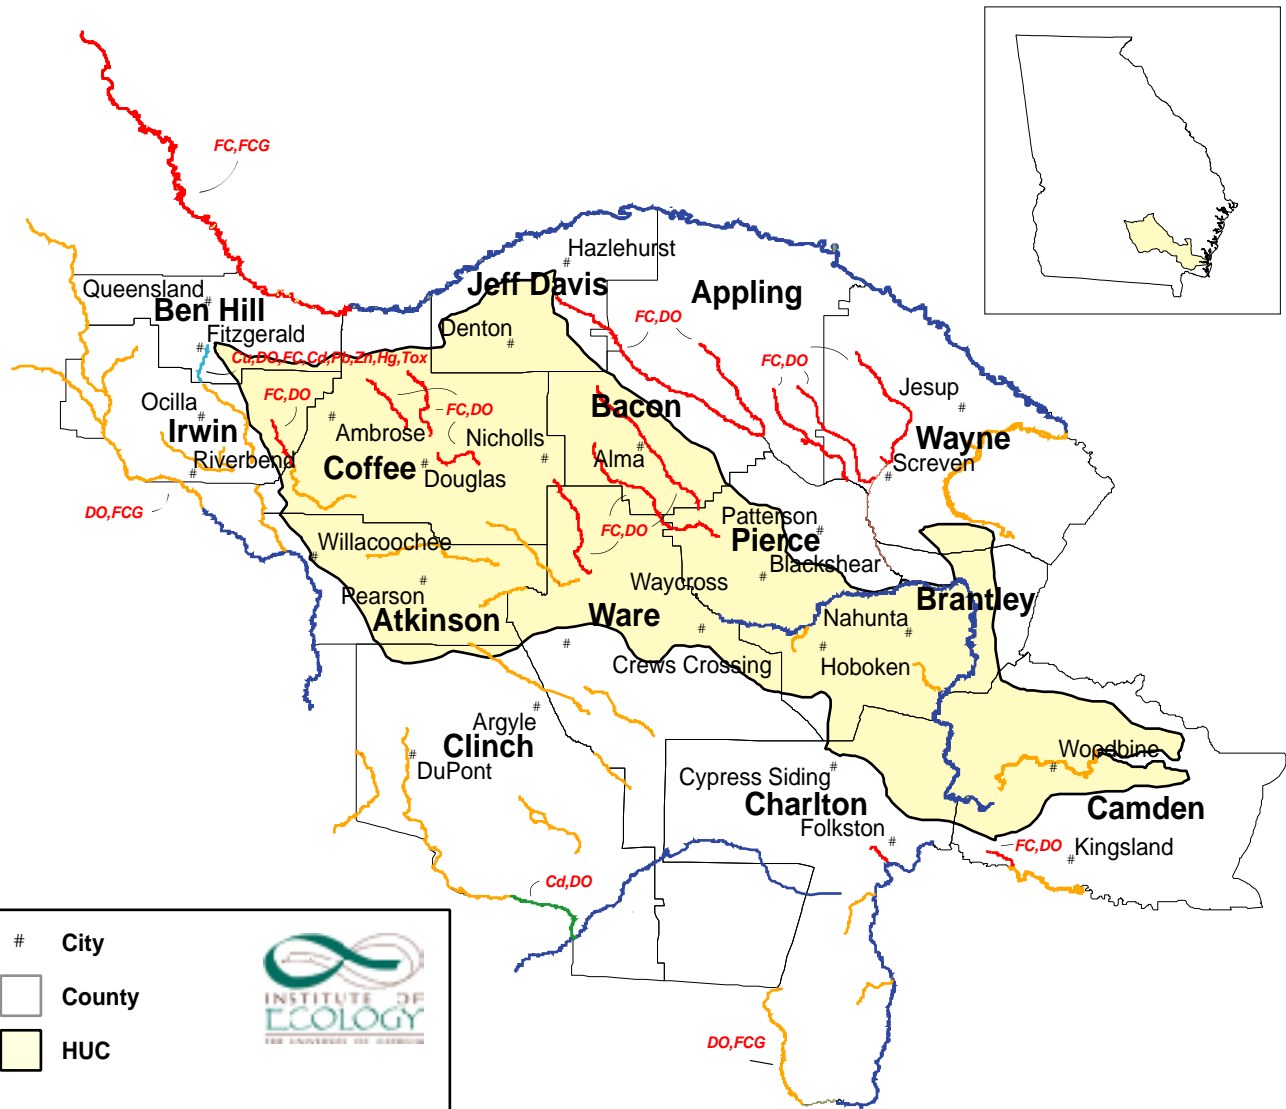 FC,FCG
Hazlehurst
Queensland
Jeff Davis
Appling
Ben Hill
Denton
FC,DO
Fitzgerald
Cu,DO,FC,Cd,Pb,Zn,Hg,Tox
FC,DO
FC,DO
Jesup
Ocilla
FC,DO
Bacon
Irwin
Ambrose
Nicholls
Wayne
Riverbend
Coffee
Alma
Screven
Douglas
DO,FCG
FC,DO
Patterson
Willacoochee
Pierce
Blackshear
Pearson
Waycross
Brantley
Atkinson
Ware
Nahunta
Crews Crossing
Hoboken
Argyle
Clinch
Woodbine
DuPont
Cypress Siding
Charlton
Camden
Folkston
FC,DO
Kingsland
Cd,DO
# City
County
HUC
INSTITUTE OF
ECOLOGY
THE UNIVERSITY OF GEORGIA
DO,FCG